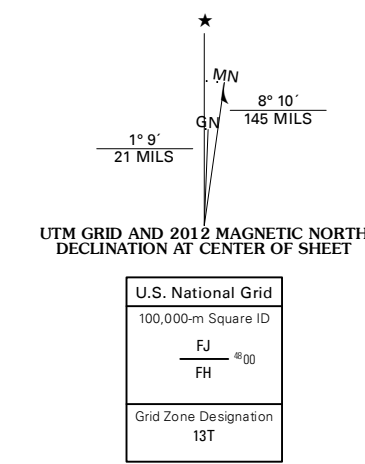 ★
MN
8° 10´
145 MILS
GN
1° 9´
21 MILS
UTM GRID AND 2012 MAGNETIC NORTH
DECLINATION AT CENTER OF SHEET
U.S. National Grid
100,000-m Square ID
FJ
4800
FH
Grid Zone Designation
13T